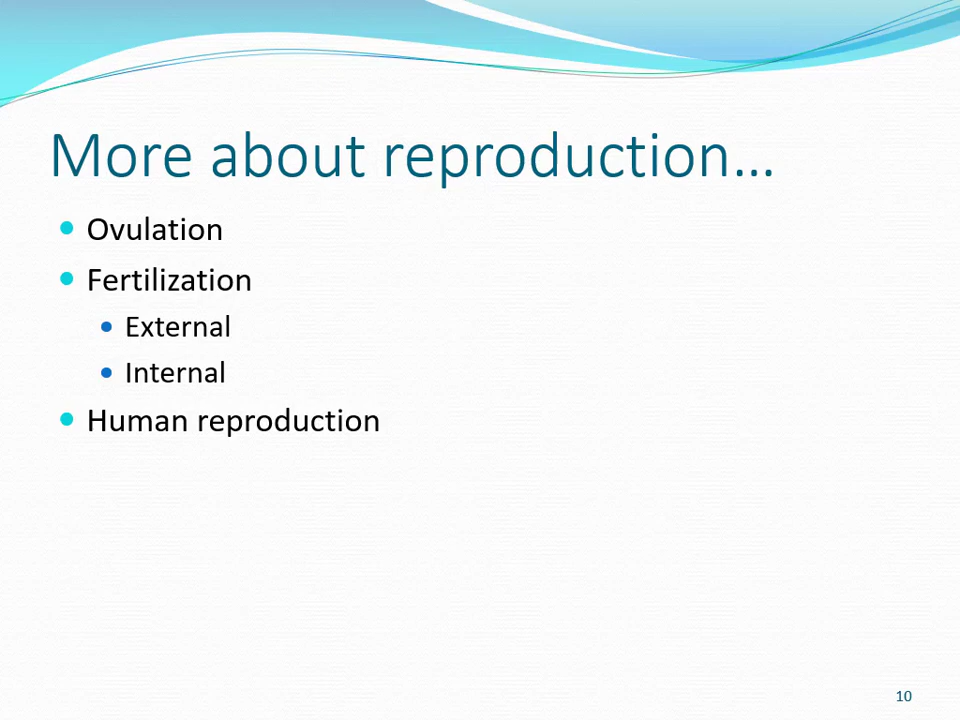 More about reproduction…
Ovulation
Fertilization
External
Internal
Human reproduction
10